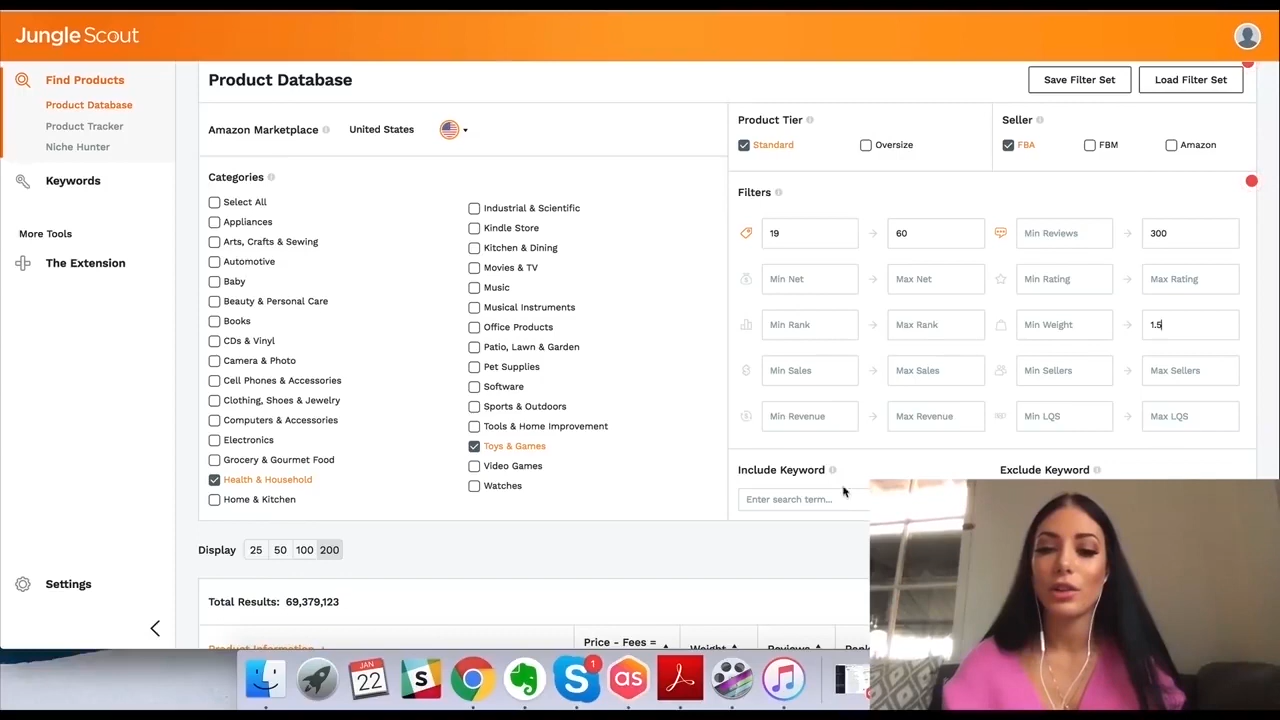 Jungle Scout
Find Products
Product Database
Product Tracker
Niche Hunter
Keywords
More Tools
The Extension
Settings
Product Database
Save Filter Set
Load Filter Set
Amazon Marketplace
United States
Categories
Select All
Appliances
Arts, Crafts & Sewing
Automotive
Baby
Beauty & Personal Care
Books
CDs & Vinyl
Camera & Photo
Cell Phones & Accessories
Clothing, Shoes & Jewelry
Computers & Accessories
Electronics
Grocery & Gourmet Food
Health & Household
Home & Kitchen
Industrial & Scientific
Kindle Store
Kitchen & Dining
Movies & TV
Music
Musical Instruments
Office Products
Patio, Lawn & Garden
Pet Supplies
Software
Sports & Outdoors
Tools & Home Improvement
Toys & Games
Video Games
Watches
Product Tier
Standard
Oversize
Seller
FBA
FBM
Amazon
Filters
19
60
Min Reviews
300
Min Net
Max Net
Min Rating
Max Rating
Min Rank
Max Rank
Min Weight
1.5
Min Sales
Max Sales
Min Sellers
Max Sellers
Min Revenue
Max Revenue
Min LQS
Max LQS
Include Keyword
Enter search term...
Exclude Keyword
Display
25
50
100
200
Total Results: 69,379,123
Product Information
Price - Fees =
Weight
Reviews
Rank
JAN
22
S
1
as